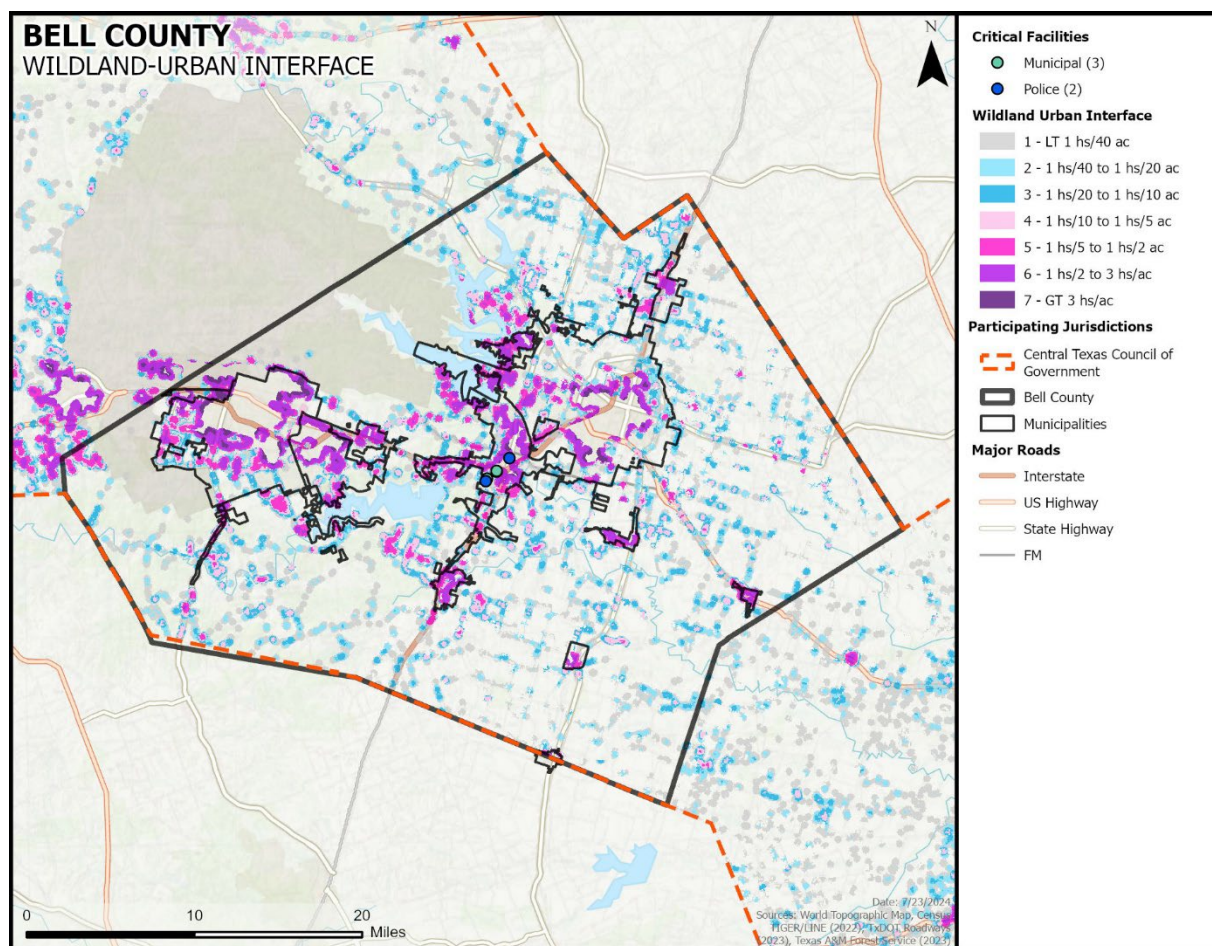 BELL COUNTY
WILDLAND-URBAN INTERFACE
N
0 10 20
Miles
Date: 7/23/2024
Sources: World Topographic Map, Census
TIGER/LINE (2022), TxDOT Roadways
(2023), Texas A&M Forest Service (2023)
Critical Facilities
Municipal (3)
Police (2)
Wildland Urban Interface
1 - LT 1 hs/40 ac
2 - 1 hs/40 to 1 hs/20 ac
3 - 1 hs/20 to 1 hs/10 ac
4 - 1 hs/10 to 1 hs/5 ac
5 - 1 hs/5 to 1 hs/2 ac
6 - 1 hs/2 to 3 hs/ac
7 - GT 3 hs/ac
Participating Jurisdictions
Central Texas Council of
Government
Bell County
Municipalities
Major Roads
Interstate
US Highway
State Highway
FM